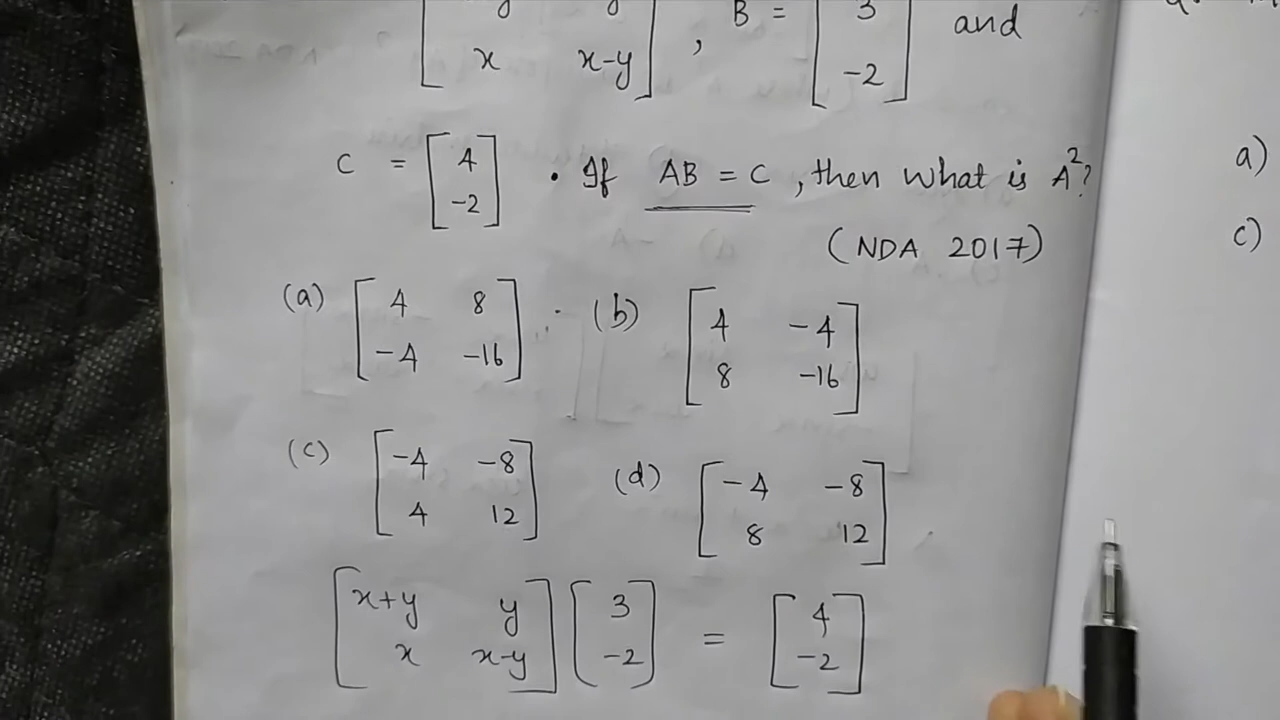 y y , B = 3 and
x x-y -2
C = [ 4 -2 ] . If AB = C , then what is A²?
(NDA 2017)
(a) [ 4 8 (b) [ 4 -4
-4 -16 ] 8 -16 ]
(c) [ -4 -8 (d) [ -4 -8
4 12 ] 8 12 ]
[ x+y y [ 3 = [ 4
x x-y ] -2 ] -2 ]
a)
c)